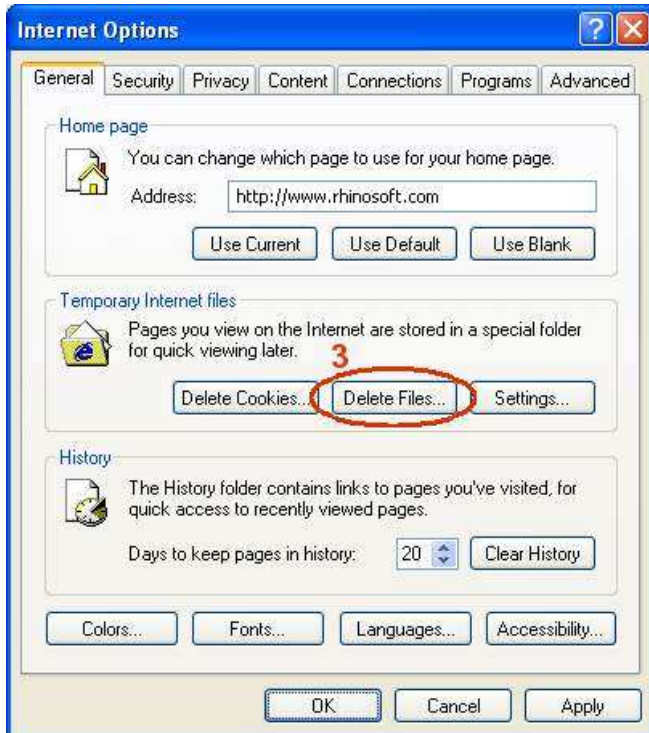 Internet Options
General Security Privacy Content Connections Programs Advanced
Home page
You can change which page to use for your home page.
Address: http://www.rhinosoft.com
Use Current Use Default Use Blank
Temporary Internet files
Pages you view on the Internet are stored in a special folder
for quick viewing later.
3
Delete Cookies... Delete Files... Settings...
History
The History folder contains links to pages you've visited, for
quick access to recently viewed pages.
Days to keep pages in history: 20 Clear History
Colors... Fonts... Languages... Accessibility...
OK Cancel Apply